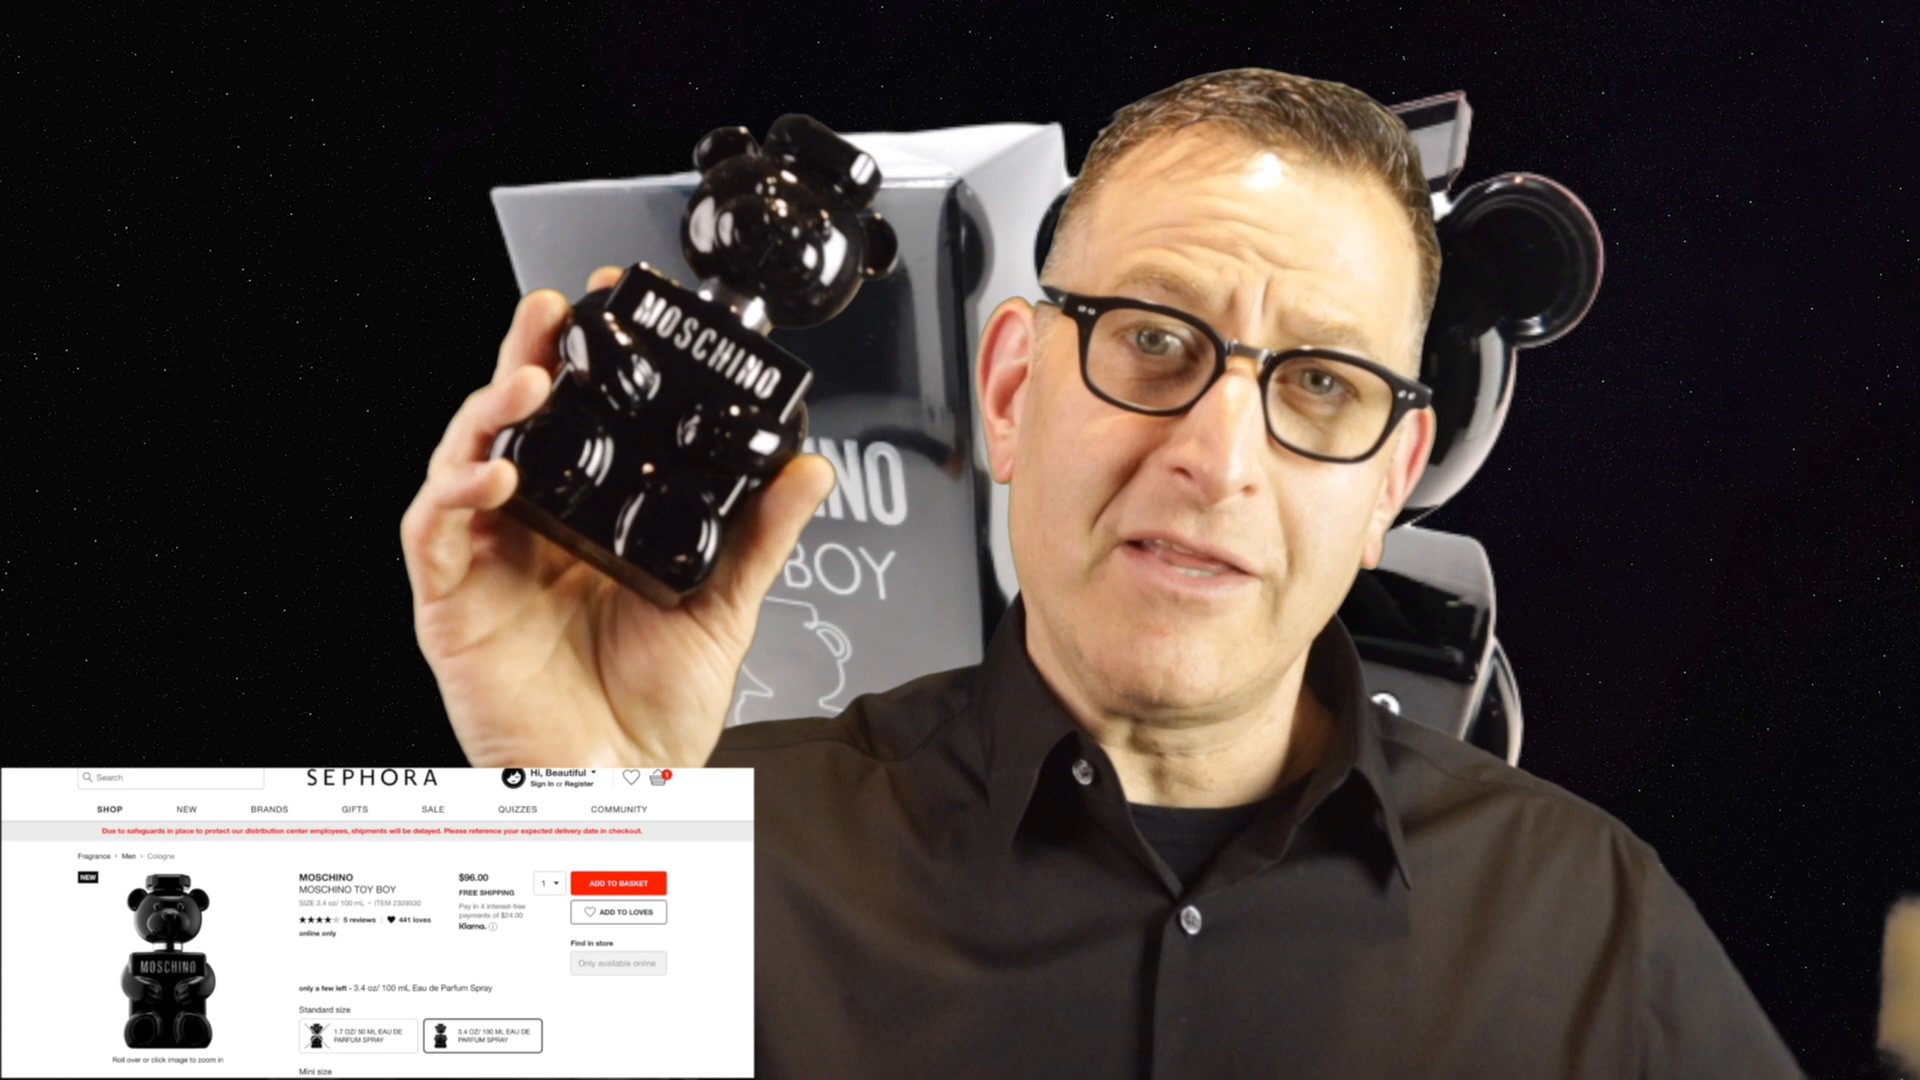 MOSCHINO
INO
BOY
Search
SEPHORA
Hi, Beautiful
Sign In or Register
1
SHOP NEW BRANDS GIFTS SALE QUIZZES COMMUNITY
Due to safeguards in place to protect our distribution center employees, shipments will be delayed. Please reference your expected delivery date in checkout.
Fragrance • Men • Cologne
NEW
MOSCHINO
MOSCHINO
MOSCHINO TOY BOY
SIZE 3.4 oz/ 100 mL • ITEM 2329530
5 reviews 441 loves
online only
$96.00
FREE SHIPPING
Pay in 4 interest-free
payments of $24.00
Klarna.
1
ADD TO BASKET
ADD TO LOVES
Find in store
Only available online
only a few left - 3.4 oz/ 100 mL Eau de Parfum Spray
Standard size
1.7 OZ/ 50 ML EAU DE
PARFUM SPRAY
3.4 OZ/ 100 ML EAU DE
PARFUM SPRAY
Roll over or click image to zoom in
Mini size